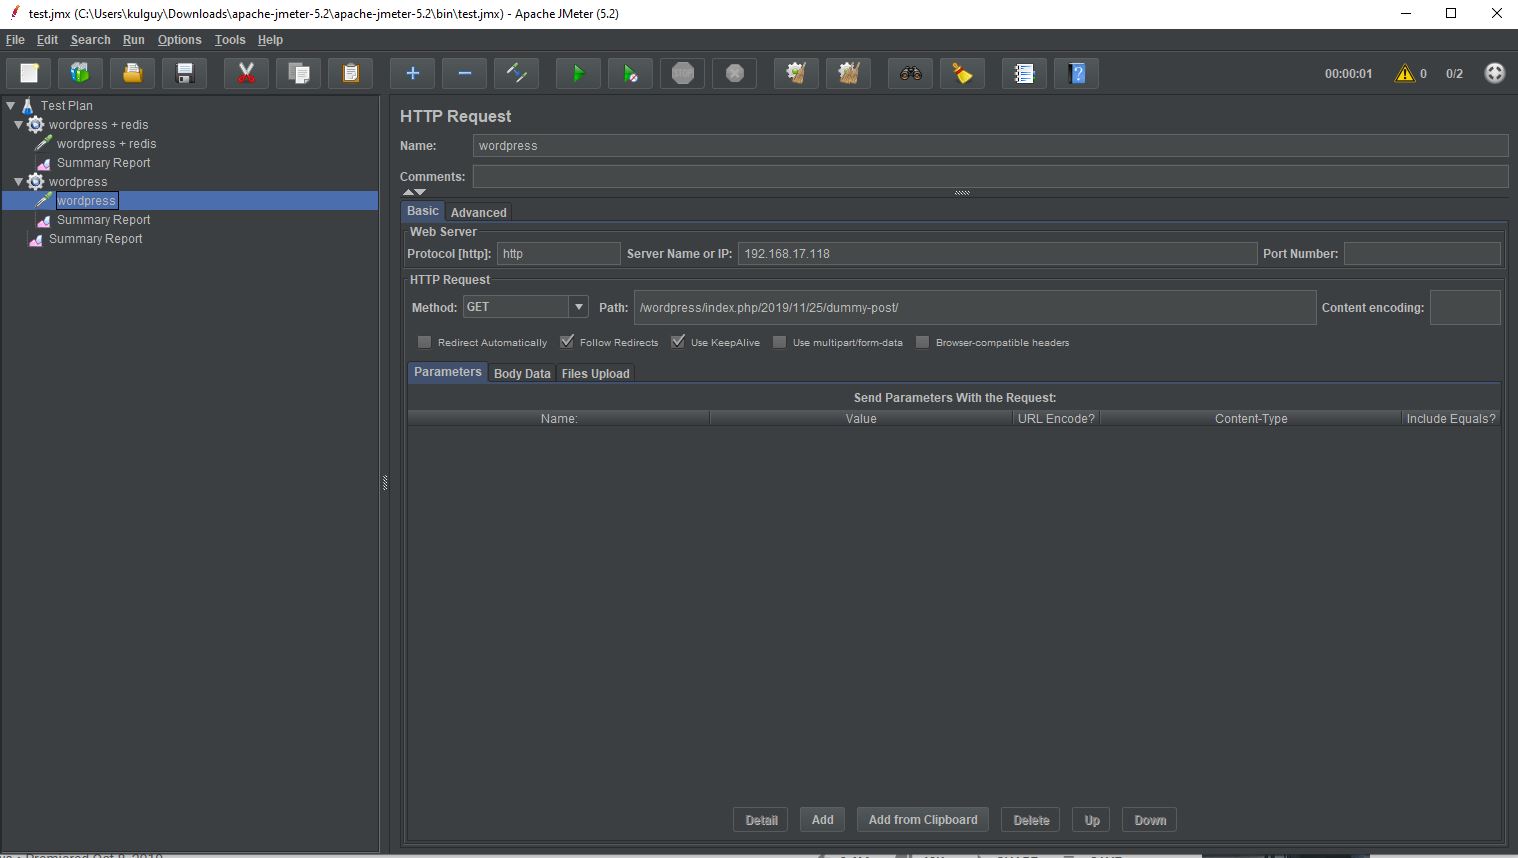 test.jmx (C:\Users\kulguy\Downloads\apache-jmeter-5.2\apache-jmeter-5.2\bin\test.jmx) - Apache JMeter (5.2)
File Edit Search Run Options Tools Help
STOP
00:00:01 0 0/2
Test Plan
wordpress + redis
wordpress + redis
Summary Report
wordpress
wordpress
Summary Report
Summary Report
HTTP Request
Name: wordpress
Comments:
Basic Advanced
Web Server
Protocol [http]: http Server Name or IP: 192.168.17.118 Port Number:
HTTP Request
Method: GET Path: /wordpress/index.php/2019/11/25/dummy-post/ Content encoding:
Redirect Automatically Follow Redirects Use KeepAlive Use multipart/form-data Browser-compatible headers
Parameters Body Data Files Upload
Send Parameters With the Request:
Name: Value URL Encode? Content-Type Include Equals?
Detail Add Add from Clipboard Delete Up Down